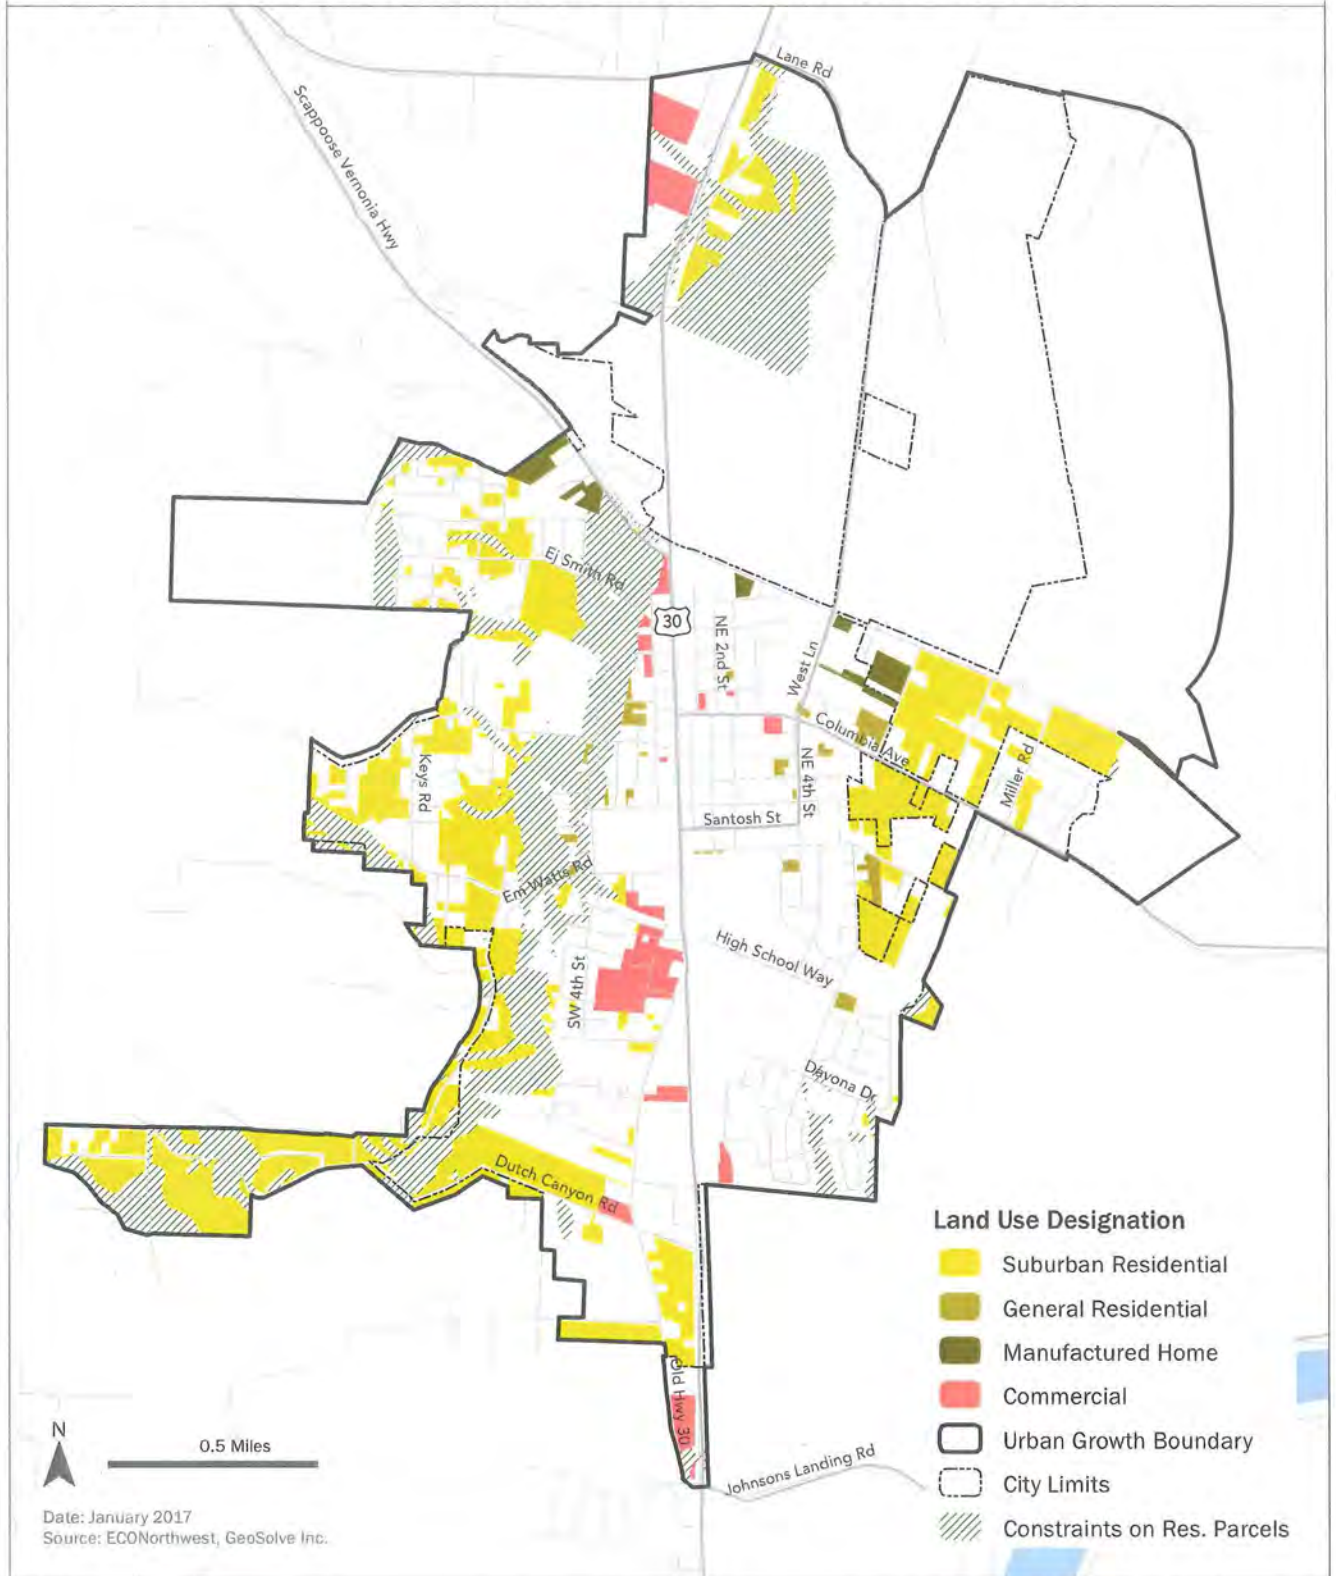 Lane Rd
Scappoose Vernonia Hwy
Ej Smith Rd
30
NE 2nd St
West Ln
Columbia Ave
Keys Rd
NE 4th St
Miller Rd
Santosh St
Em Watts Rd
High School Way
SW 4th St
Davona Dr
Dutch Canyon Rd
Old Hwy 30
Johnsons Landing Rd
Land Use Designation
Suburban Residential
General Residential
Manufactured Home
Commercial
Urban Growth Boundary
City Limits
Constraints on Res. Parcels
N
0.5 Miles
Date: January 2017
Source: ECONorthwest, GeoSolve Inc.